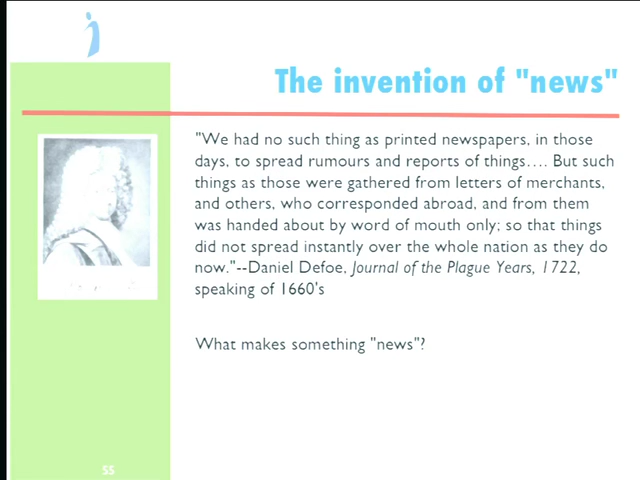 The invention of "news"
"We had no such thing as printed newspapers, in those
days, to spread rumours and reports of things…. But such
things as those were gathered from letters of merchants,
and others, who corresponded abroad, and from them
was handed about by word of mouth only; so that things
did not spread instantly over the whole nation as they do
now."--Daniel Defoe, Journal of the Plague Years, 1722,
speaking of 1660's
What makes something "news"?
55